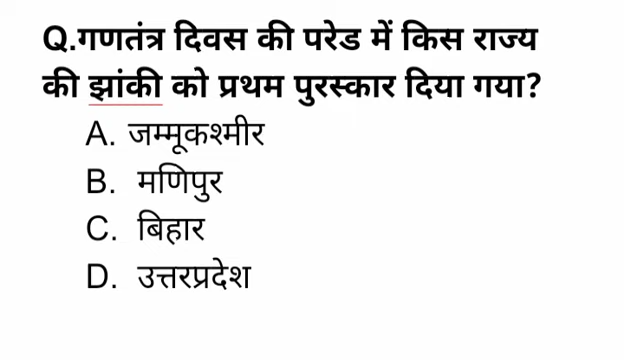 Q.गणतंत्र दिवस की परेड में किस राज्य
की झांकी को प्रथम पुरस्कार दिया गया?
A. जम्मूकश्मीर
B. मणिपुर
C. बिहार
D. उत्तरप्रदेश